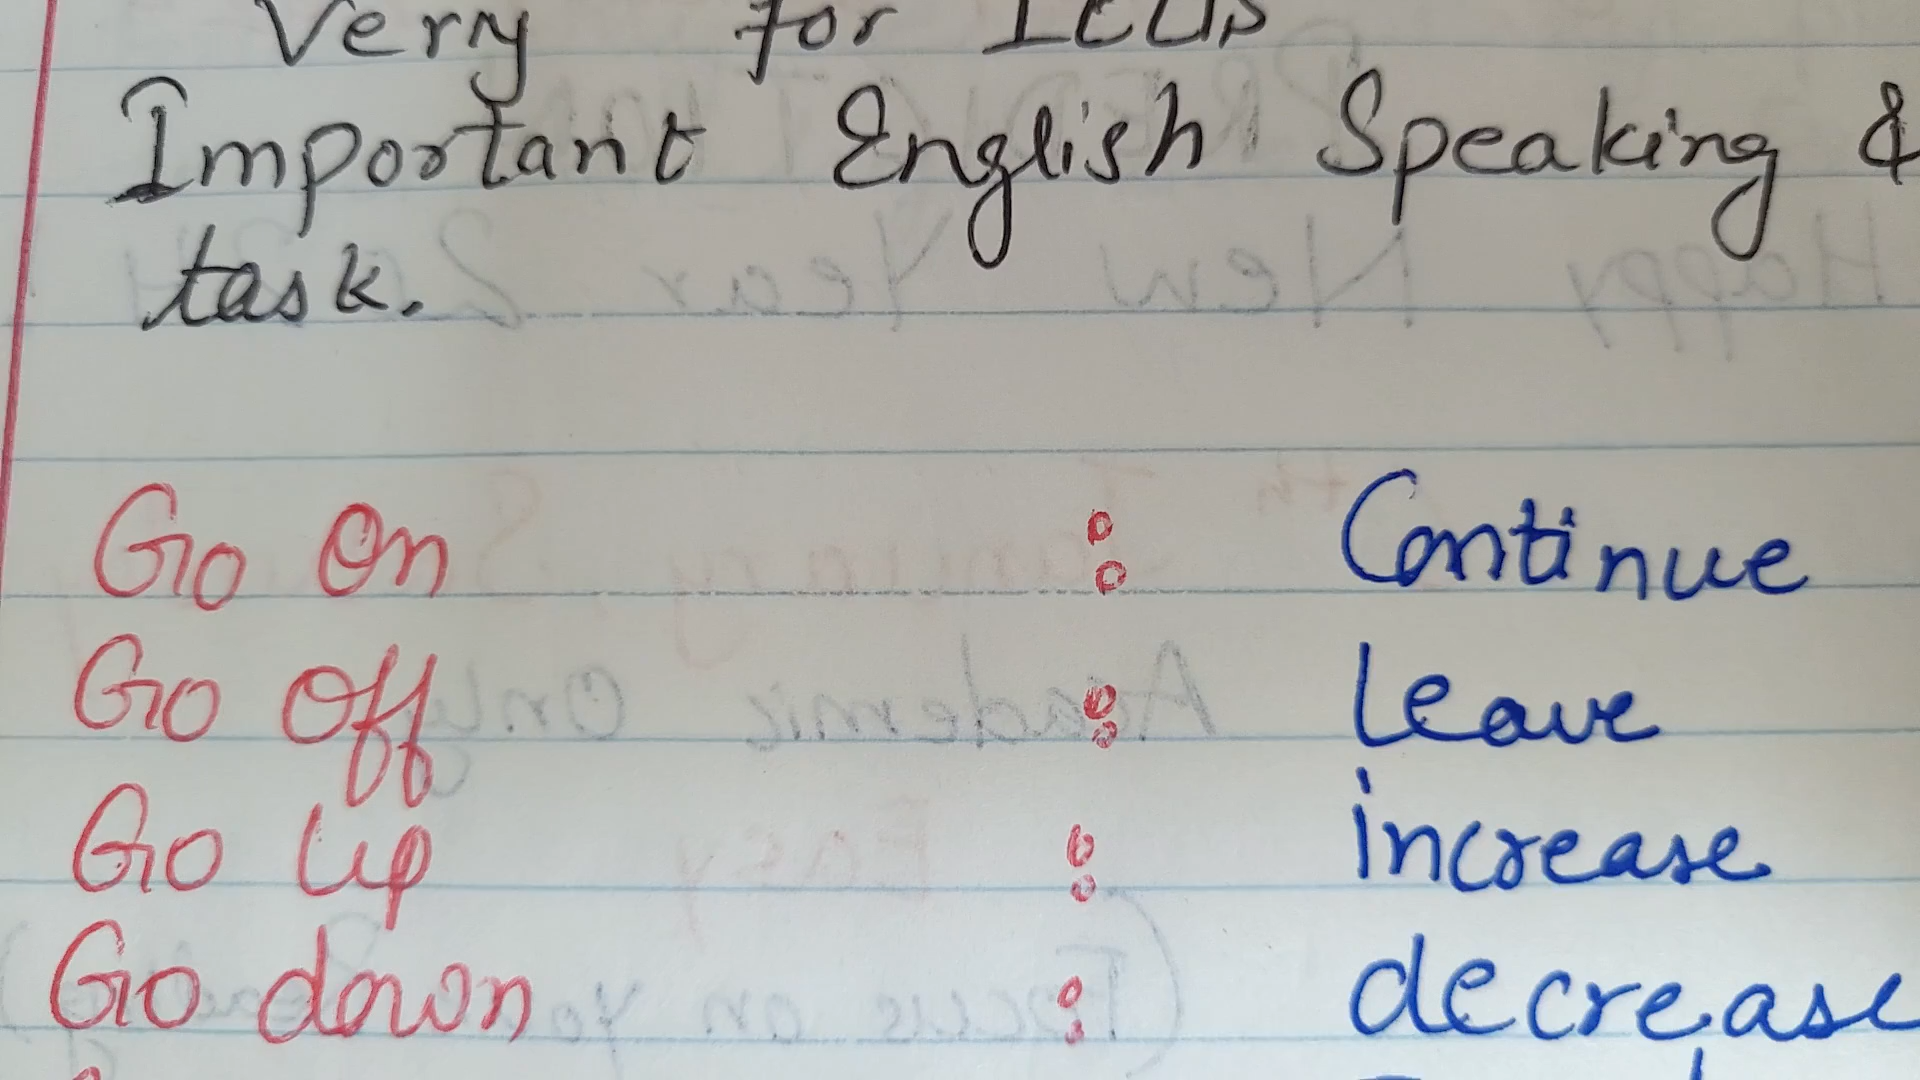 Very for IELTS
Important English Speaking &
task.
Go On : Continue
Go Off : leave
Go Up : increase
Go down : decrease